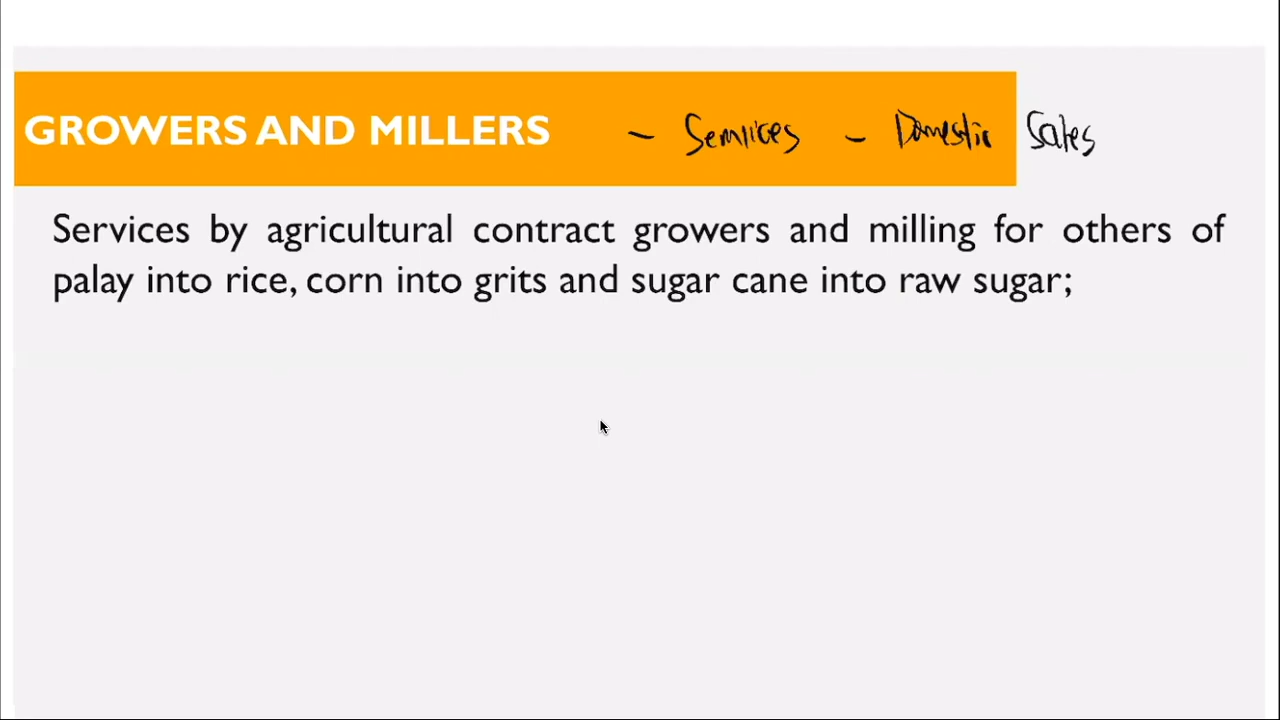 GROWERS AND MILLERS - Services - Domestic Sales
Services by agricultural contract growers and milling for others of
palay into rice, corn into grits and sugar cane into raw sugar;